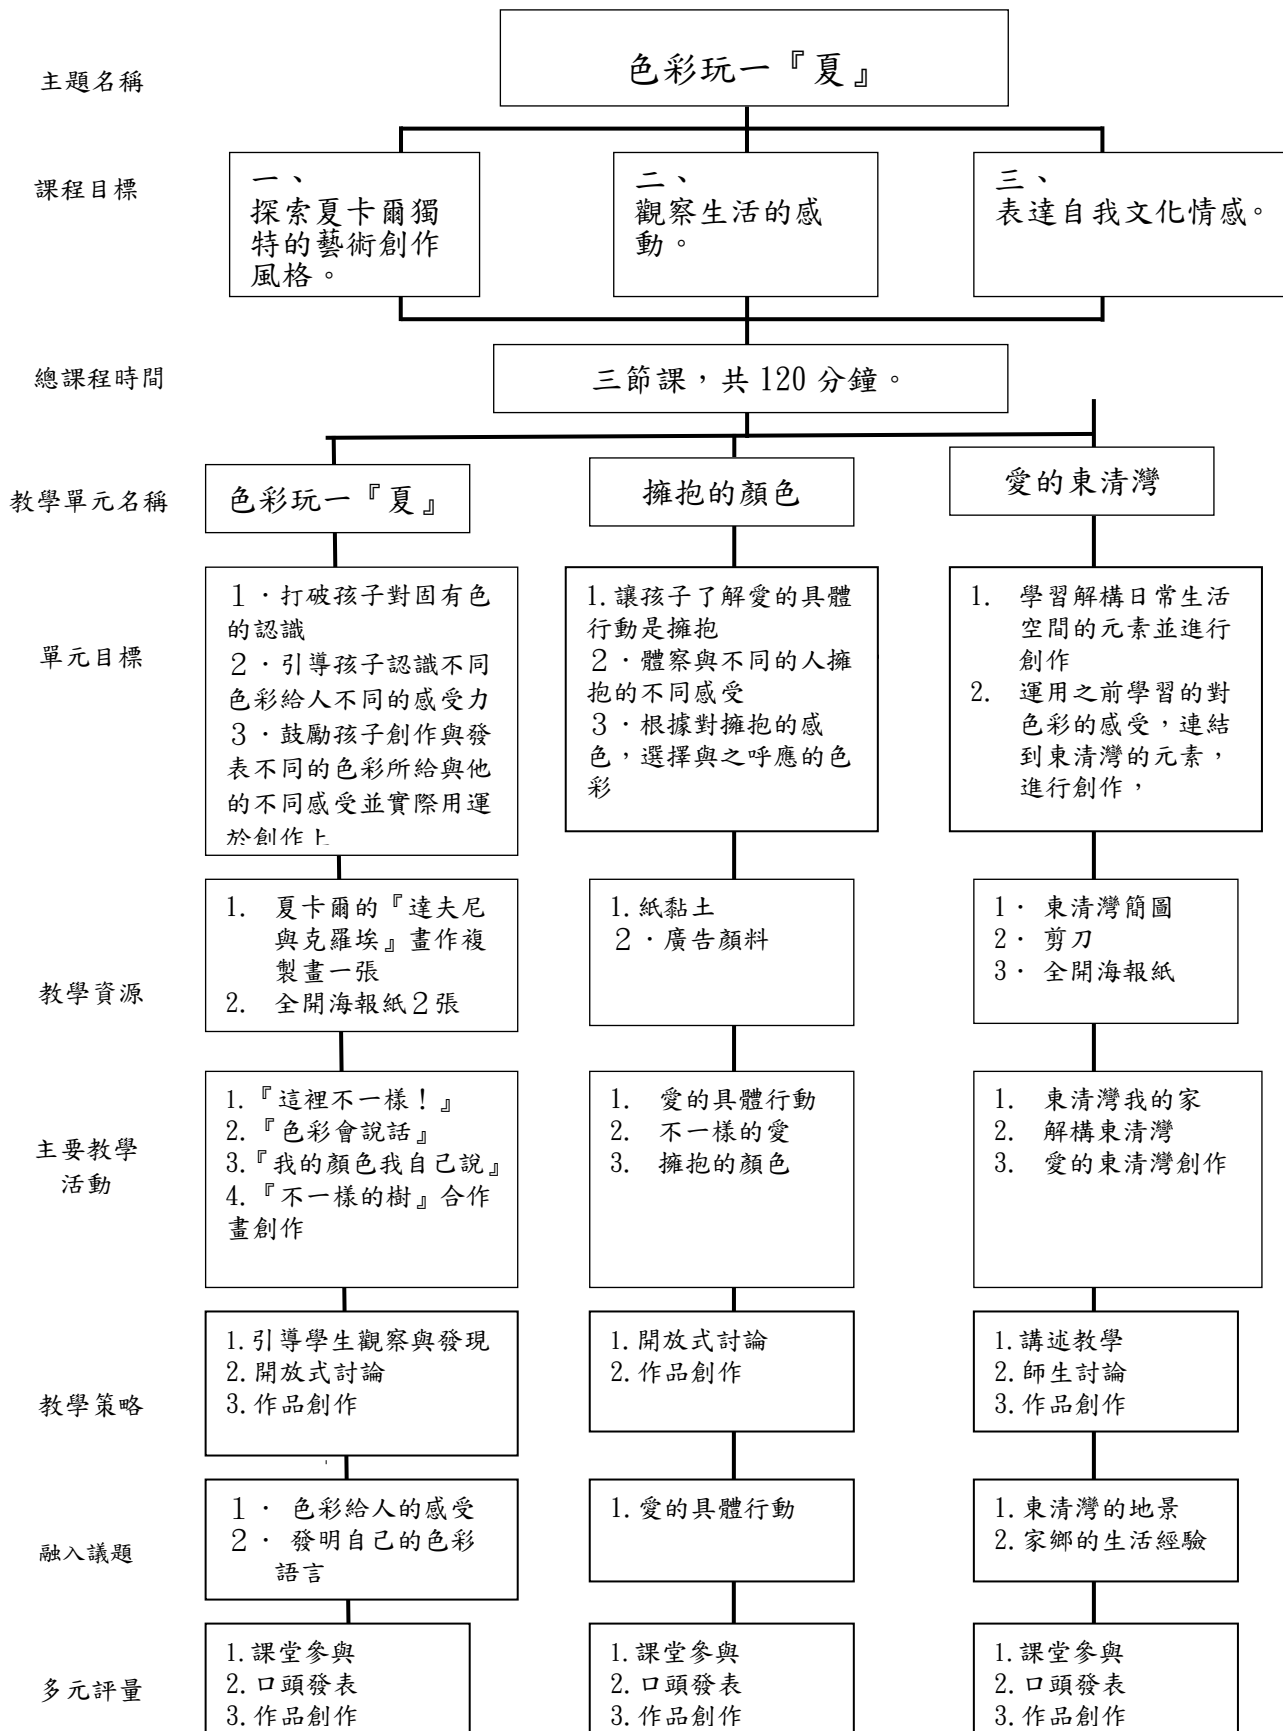 主題名稱
色彩玩一『夏』
課程目標
一、
探索夏卡爾獨
特的藝術創作
風格。
二、
觀察生活的感
動。
三、
表達自我文化情感。
總課程時間
三節課，共 120 分鐘。
教學單元名稱
色彩玩一『夏』
擁抱的顏色
愛的東清灣
單元目標
１．打破孩子對固有色
的認識
２．引導孩子認識不同
色彩給人不同的感受力
３．鼓勵孩子創作與發
表不同的色彩所給與他
的不同感受並實際用運
於創作上
1.讓孩子了解愛的具體
行動是擁抱
２．體察與不同的人擁
抱的不同感受
３．根據對擁抱的感
色，選擇與之呼應的色
彩
1. 學習解構日常生活
空間的元素並進行
創作
2. 運用之前學習的對
色彩的感受，連結
到東清灣的元素，
進行創作，
教學資源
1. 夏卡爾的『達夫尼
與克羅埃』畫作複
製畫一張
2. 全開海報紙２張
1.紙黏土
２．廣告顏料
1． 東清灣簡圖
2． 剪刀
3． 全開海報紙
主要教學
活動
1.『這裡不一樣！』
2.『色彩會說話』
3.『我的顏色我自己說』
4.『不一樣的樹』合作
畫創作
1. 愛的具體行動
2. 不一樣的愛
3. 擁抱的顏色
1. 東清灣我的家
2. 解構東清灣
3. 愛的東清灣創作
教學策略
1.引導學生觀察與發現
2.開放式討論
3.作品創作
1.開放式討論
2.作品創作
1.講述教學
2.師生討論
3.作品創作
融入議題
１． 色彩給人的感受
２． 發明自己的色彩
語言
1.愛的具體行動
1.東清灣的地景
2.家鄉的生活經驗
多元評量
1.課堂參與
2.口頭發表
3.作品創作
1.課堂參與
2.口頭發表
3.作品創作
1.課堂參與
2.口頭發表
3.作品創作